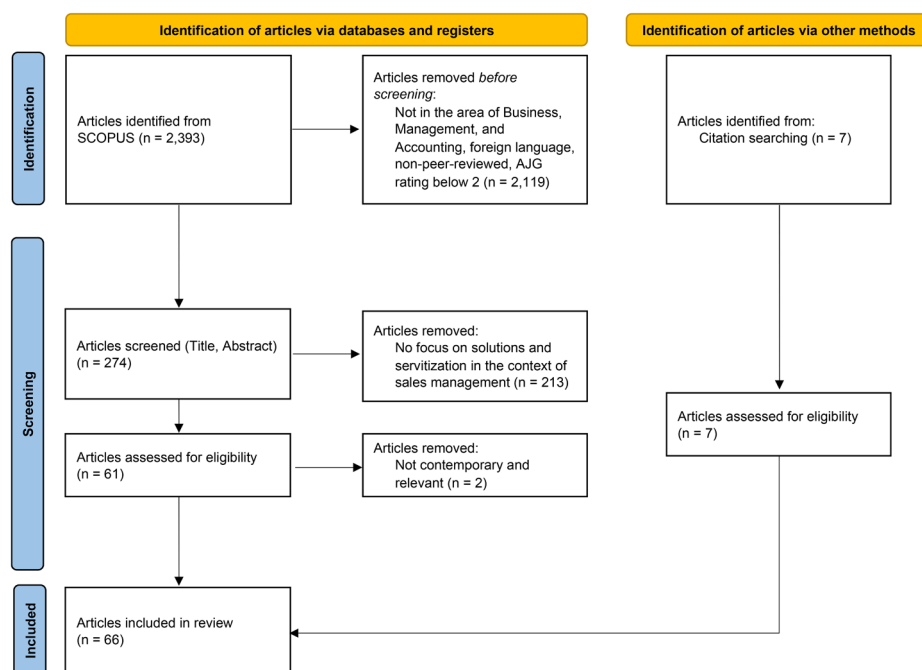 Identification of articles via databases and registers
Identification of articles via other methods
Identification
Articles identified from
SCOPUS (n = 2,393)
Articles removed before
screening:
Not in the area of Business,
Management, and
Accounting, foreign language,
non-peer-reviewed, AJG
rating below 2 (n = 2,119)
Articles identified from:
Citation searching (n = 7)
Screening
Articles screened (Title, Abstract)
(n = 274)
Articles removed:
No focus on solutions and
servitization in the context of
sales management (n = 213)
Articles assessed for eligibility
(n = 61)
Articles removed:
Not contemporary and
relevant (n = 2)
Articles assessed for eligibility
(n = 7)
Included
Articles included in review
(n = 66)